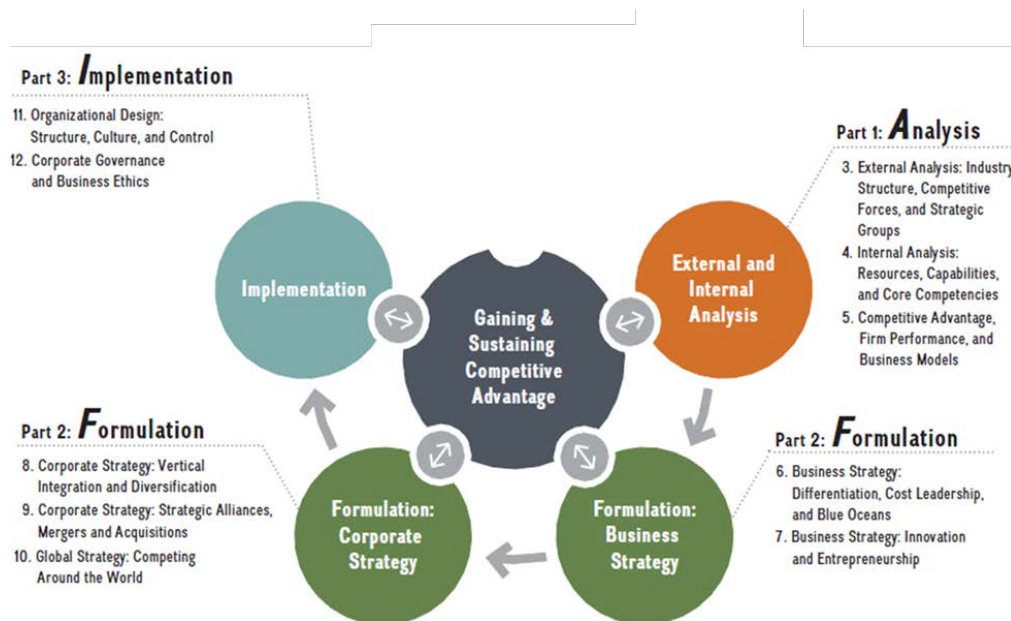 Part 3: Implementation
11. Organizational Design:
Structure, Culture, and Control
12. Corporate Governance
and Business Ethics
Part 1: Analysis
3. External Analysis: Industry
Structure, Competitive
Forces, and Strategic
Groups
4. Internal Analysis:
Resources, Capabilities,
and Core Competencies
5. Competitive Advantage,
Firm Performance, and
Business Models
Implementation
Gaining &
Sustaining
Competitive
Advantage
External and
Internal
Analysis
Part 2: Formulation
8. Corporate Strategy: Vertical
Integration and Diversification
9. Corporate Strategy: Strategic Alliances,
Mergers and Acquisitions
10. Global Strategy: Competing
Around the World
Formulation:
Corporate
Strategy
Formulation:
Business
Strategy
Part 2: Formulation
6. Business Strategy:
Differentiation, Cost Leadership,
and Blue Oceans
7. Business Strategy: Innovation
and Entrepreneurship